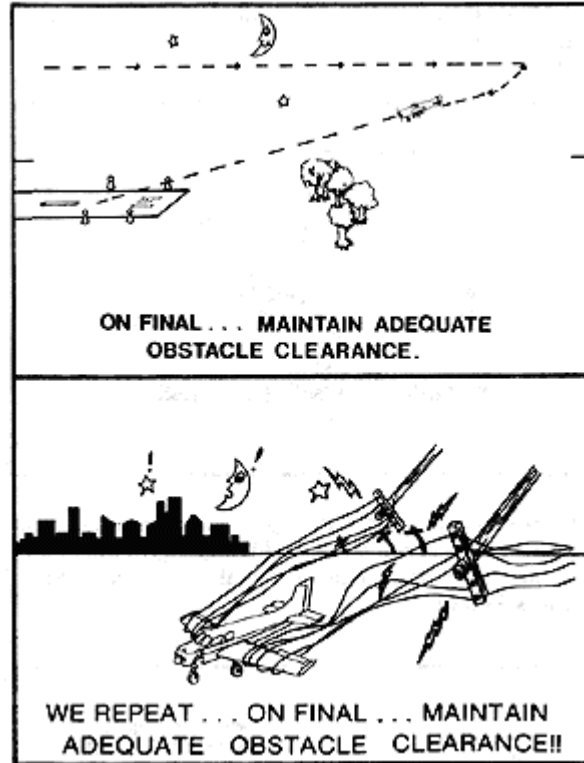 ON FINAL . . . MAINTAIN ADEQUATE
OBSTACLE CLEARANCE.
WE REPEAT . . . ON FINAL . . . MAINTAIN
ADEQUATE OBSTACLE CLEARANCE!!